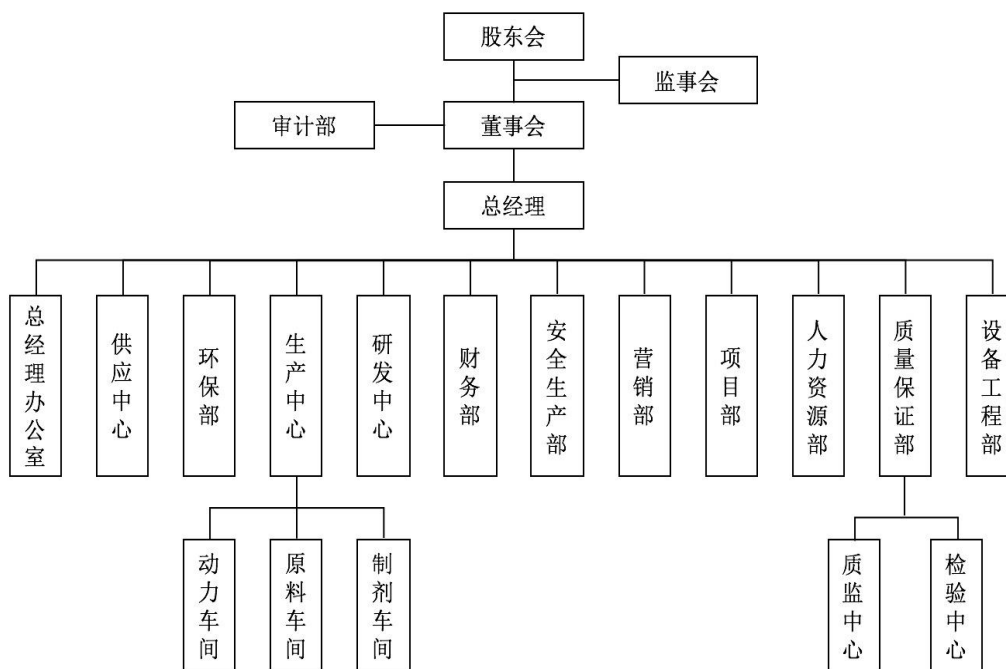 股东会
监事会
审计部
董事会
总经理
总经理办公室
供应中心
环保部
生产中心
研发中心
财务部
安全生产部
营销部
项目部
人力资源部
质量保证部
设备工程部
动力车间
原料车间
制剂车间
质监中心
检验中心